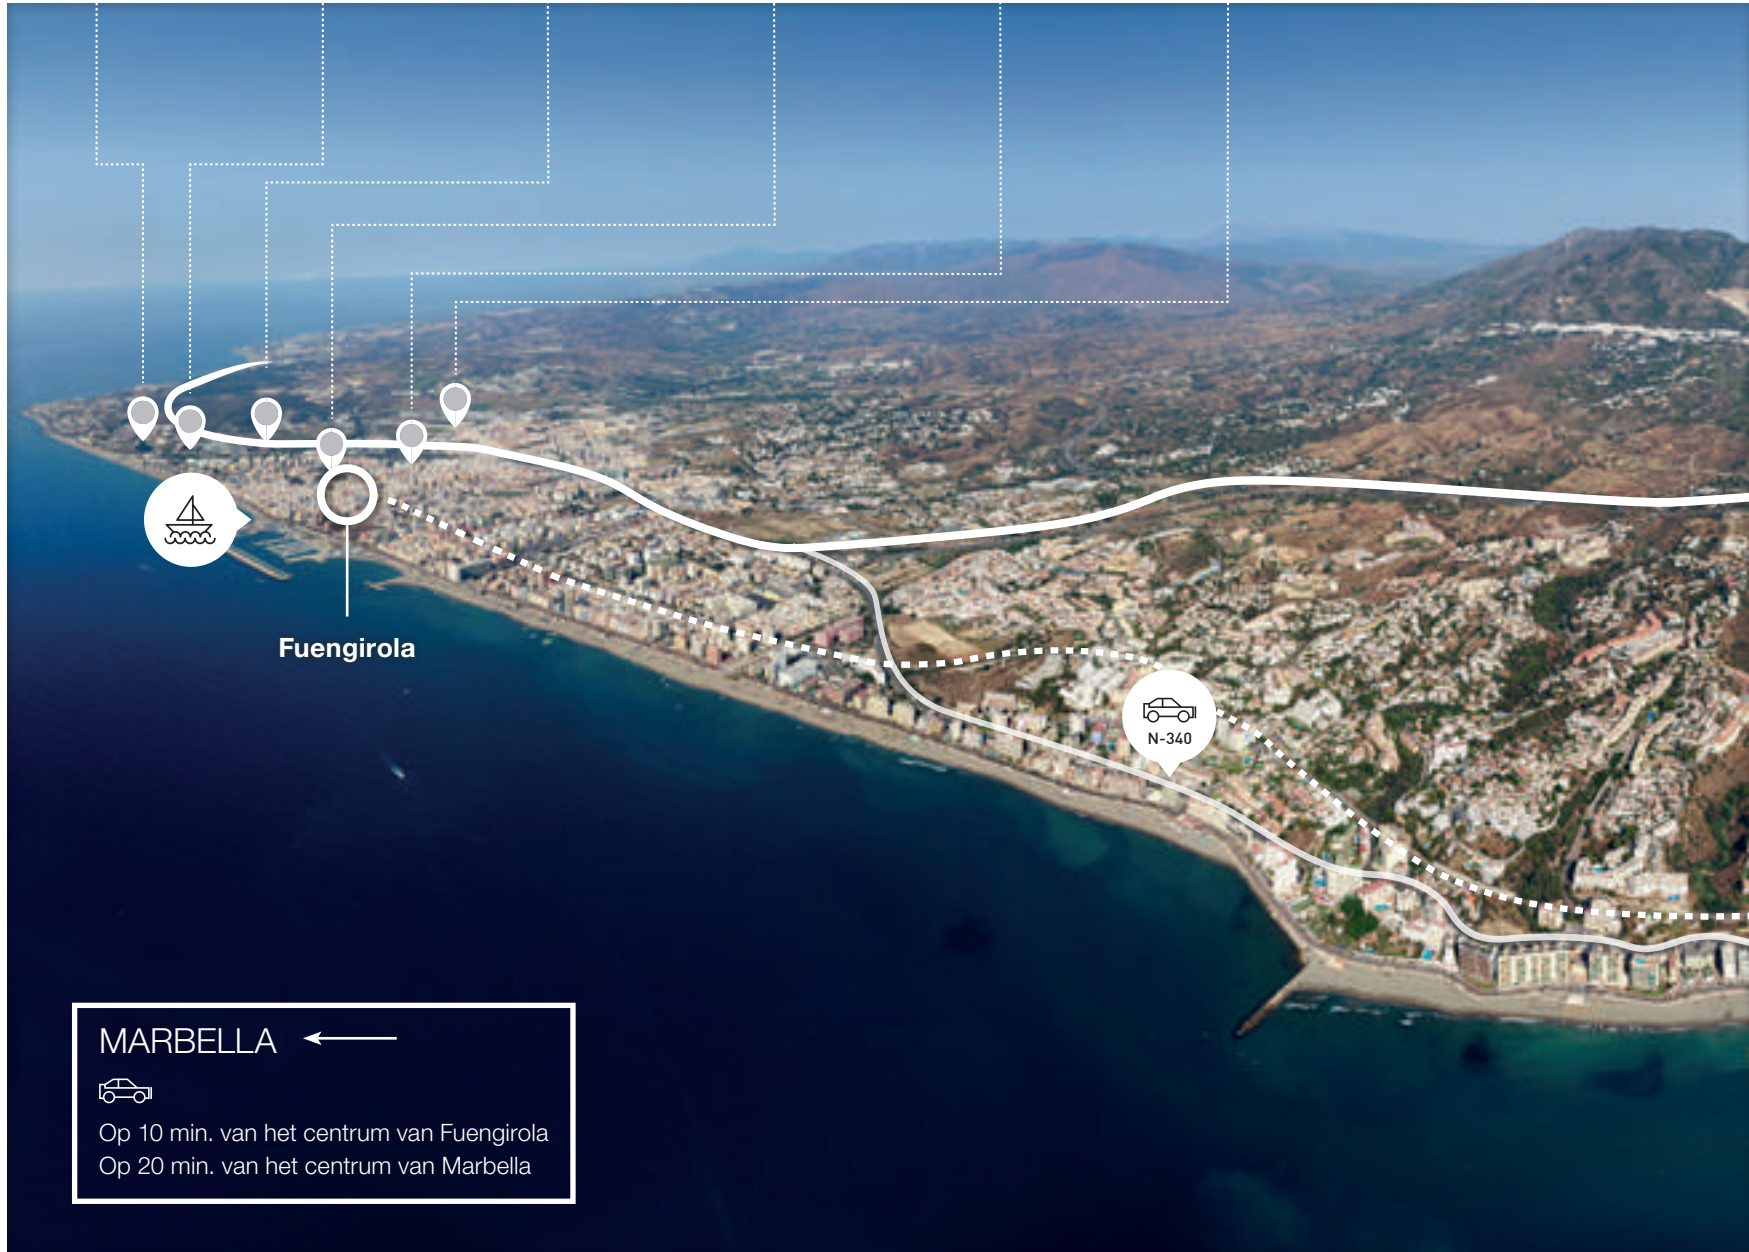 Fuengirola
N-340
MARBELLA
Op 10 min. van het centrum van Fuengirola
Op 20 min. van het centrum van Marbella